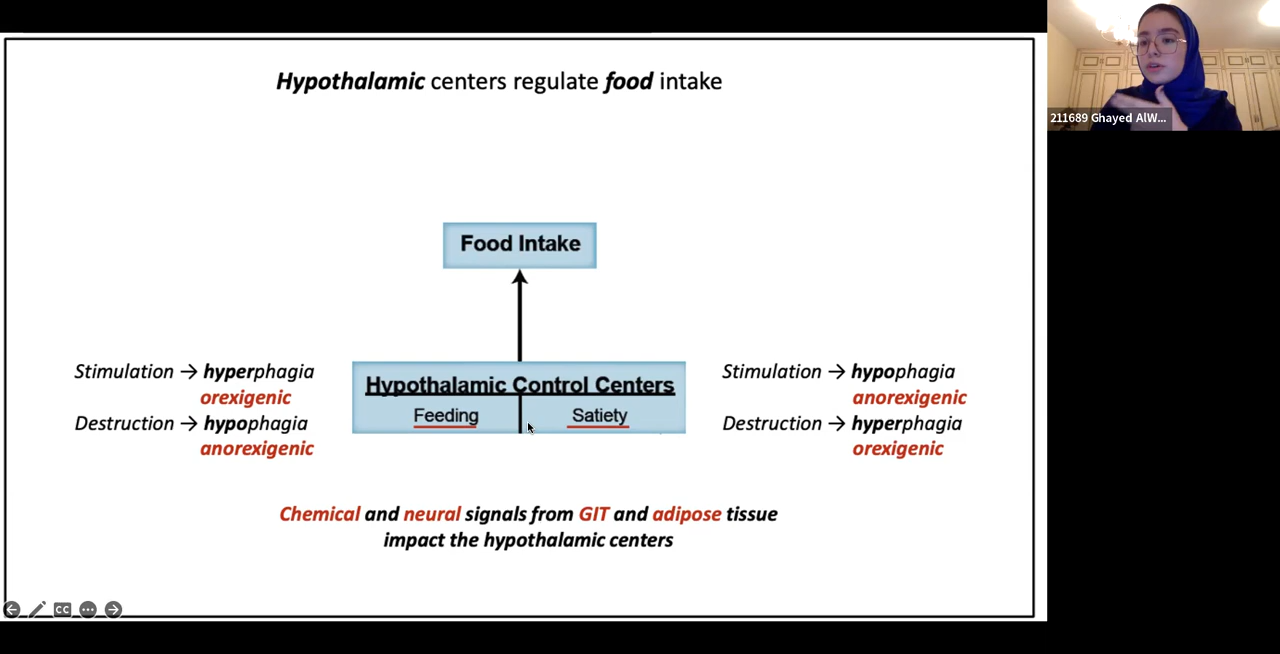 Hypothalamic centers regulate food intake
211689 Ghayed AlW...
Food Intake
Stimulation → hyperphagia
orexigenic
Destruction → hypophagia
anorexigenic
Hypothalamic Control Centers
Feeding
Satiety
Stimulation → hypophagia
anorexigenic
Destruction → hyperphagia
orexigenic
Chemical and neural signals from GIT and adipose tissue
impact the hypothalamic centers
CC